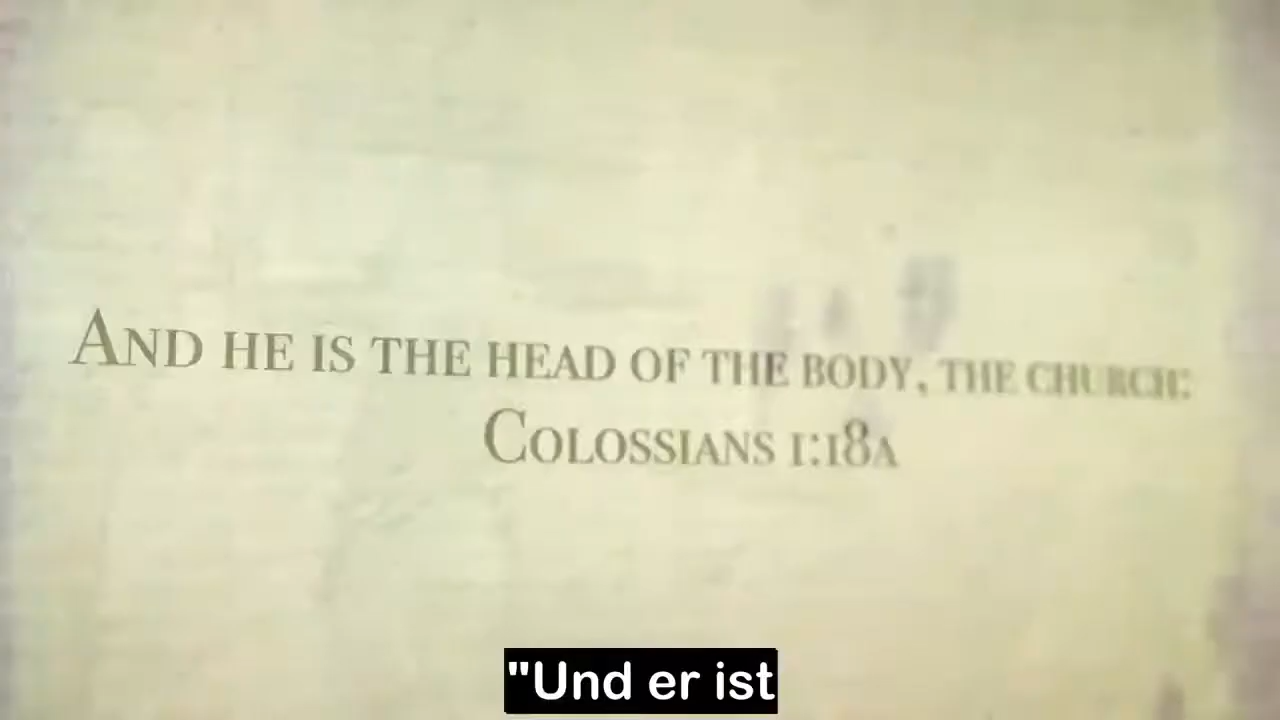 And he is the head of the body, the church:
Colossians 1:18a
"Und er ist